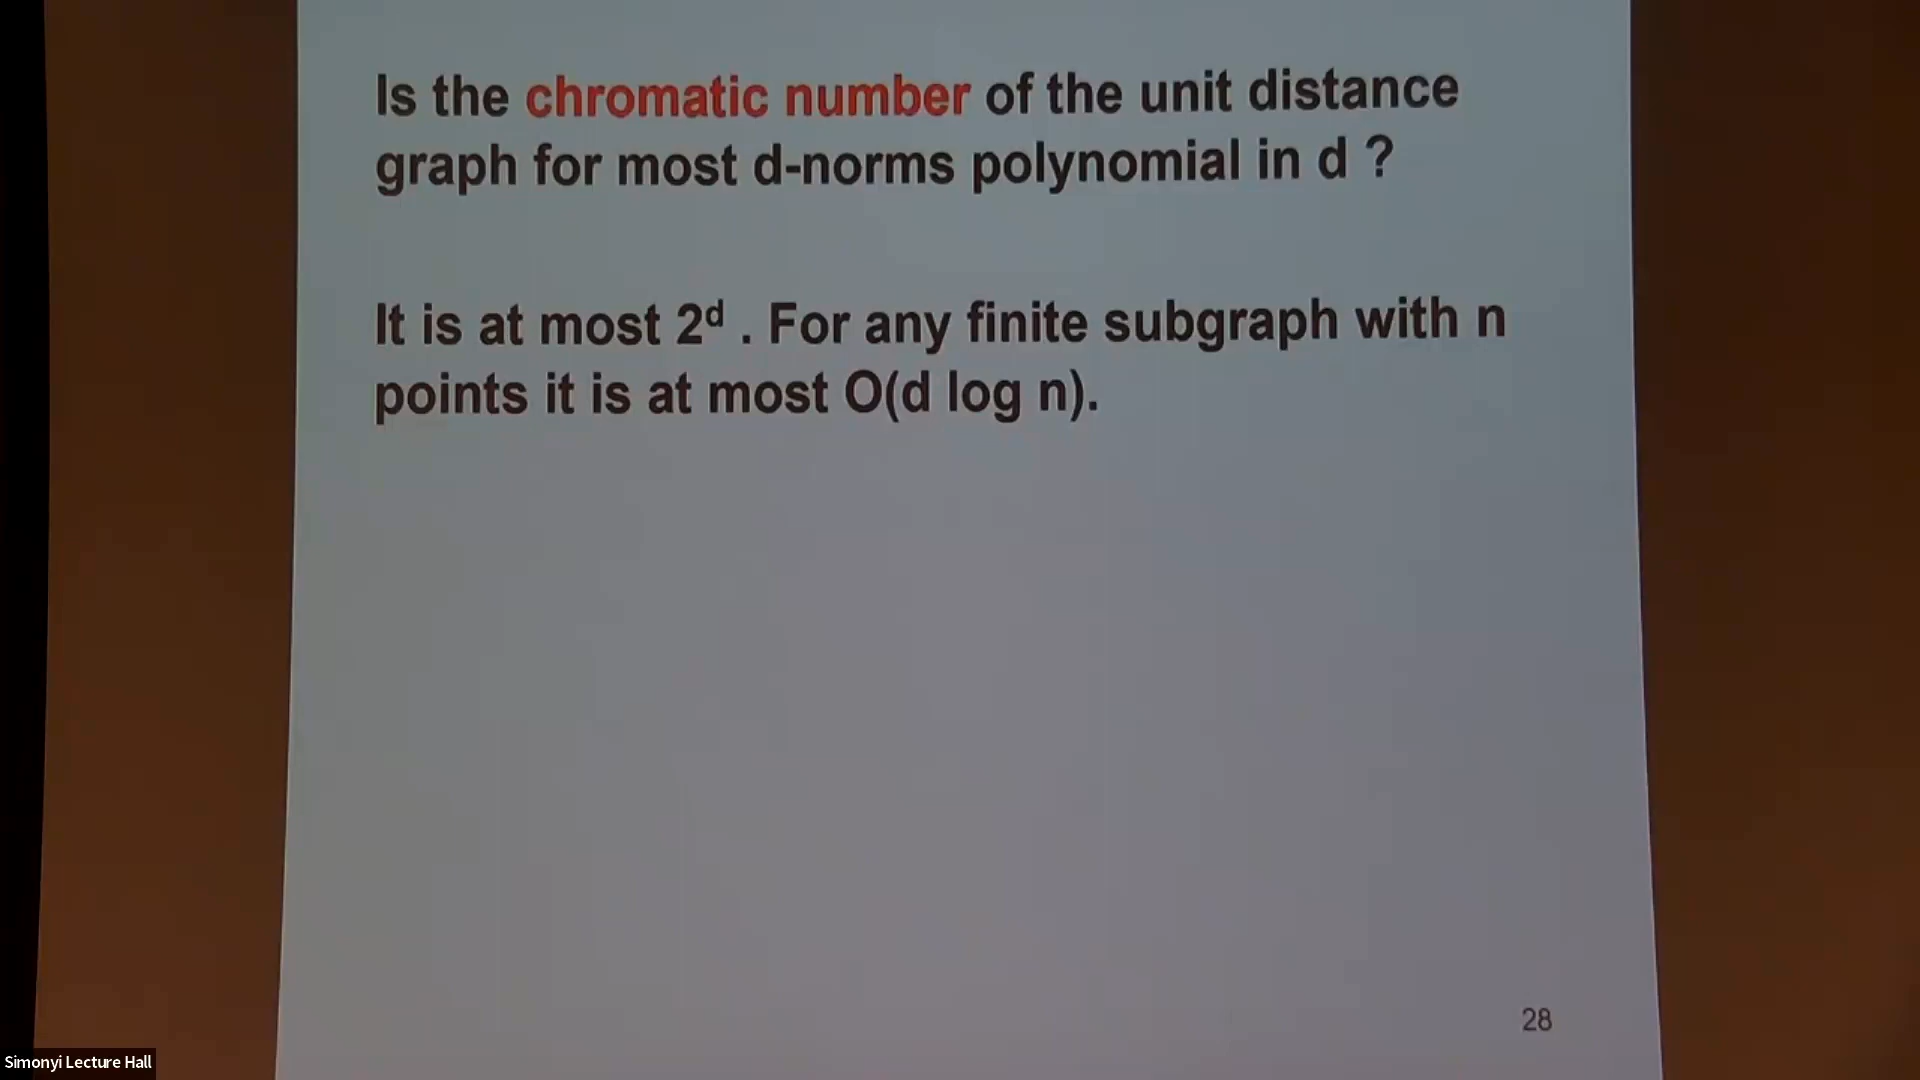 Is the chromatic number of the unit distance
graph for most d-norms polynomial in d ?
It is at most 2ᵈ . For any finite subgraph with n
points it is at most O(d log n).
28
Simonyi Lecture Hall